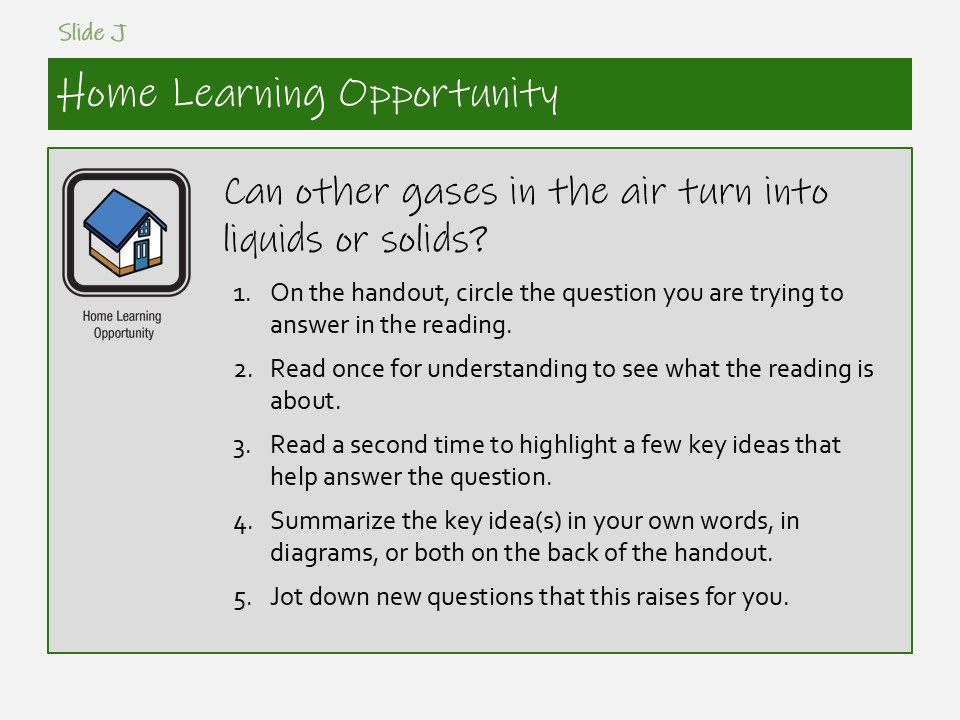 Slide J
Home Learning Opportunity
Home Learning
Opportunity
Can other gases in the air turn into
liquids or solids?
1. On the handout, circle the question you are trying to
answer in the reading.
2. Read once for understanding to see what the reading is
about.
3. Read a second time to highlight a few key ideas that
help answer the question.
4. Summarize the key idea(s) in your own words, in
diagrams, or both on the back of the handout.
5. Jot down new questions that this raises for you.